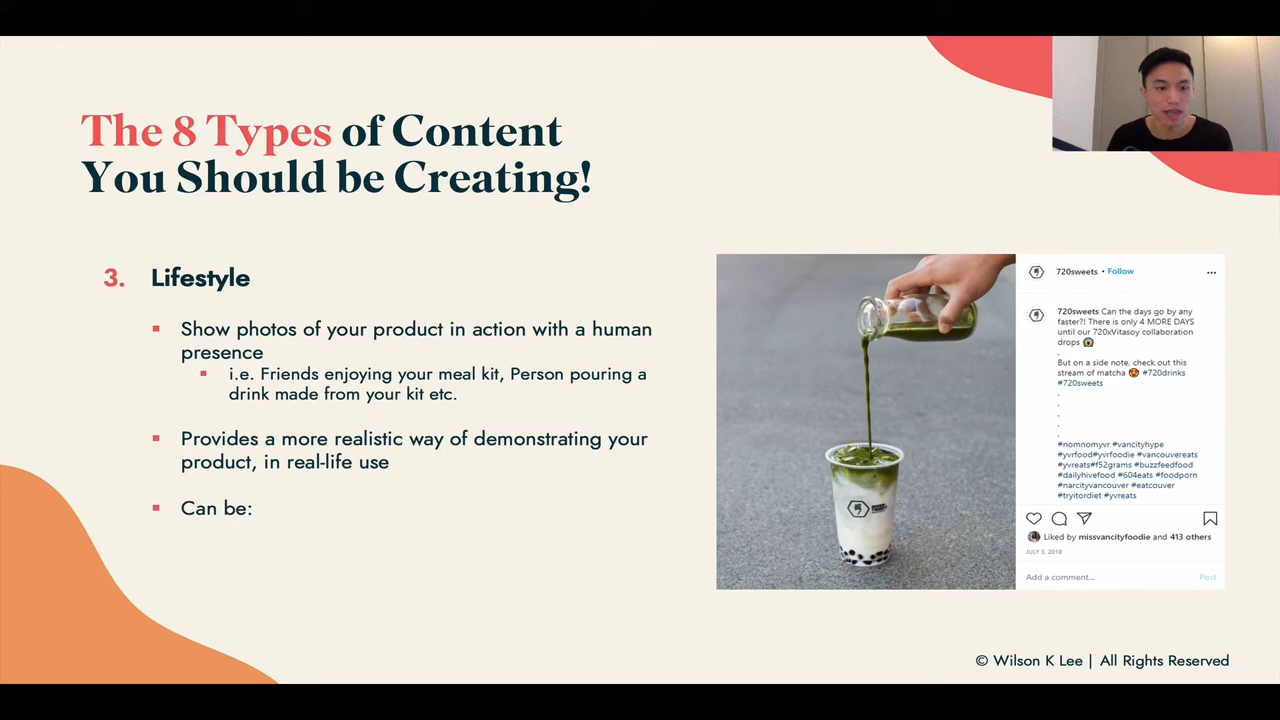 The 8 Types of Content
You Should be Creating!
3. Lifestyle
Show photos of your product in action with a human
presence
i.e. Friends enjoying your meal kit, Person pouring a
drink made from your kit etc.
Provides a more realistic way of demonstrating your
product, in real-life use
Can be:
720sweets • Follow
720sweets Can the days go by any
faster?! There is only 4 MORE DAYS
until our 720xVitasoy collaboration
drops 😱
.
But on a side note, check out this
stream of matcha 😍 #720drinks
#720sweets
.
.
.
.
.
#nomnomyvr #vancityhype
#yvrfood#yvrfoodie #vancouvereats
#yvreats#f52grams #buzzfeedfood
#dailyhivefood #604eats #foodporn
#narcityvancouver #eatcouver
#tryitordiet #yvreats
Liked by missvancityfoodie and 413 others
JULY 5, 2018
Add a comment... Post
© Wilson K Lee | All Rights Reserved